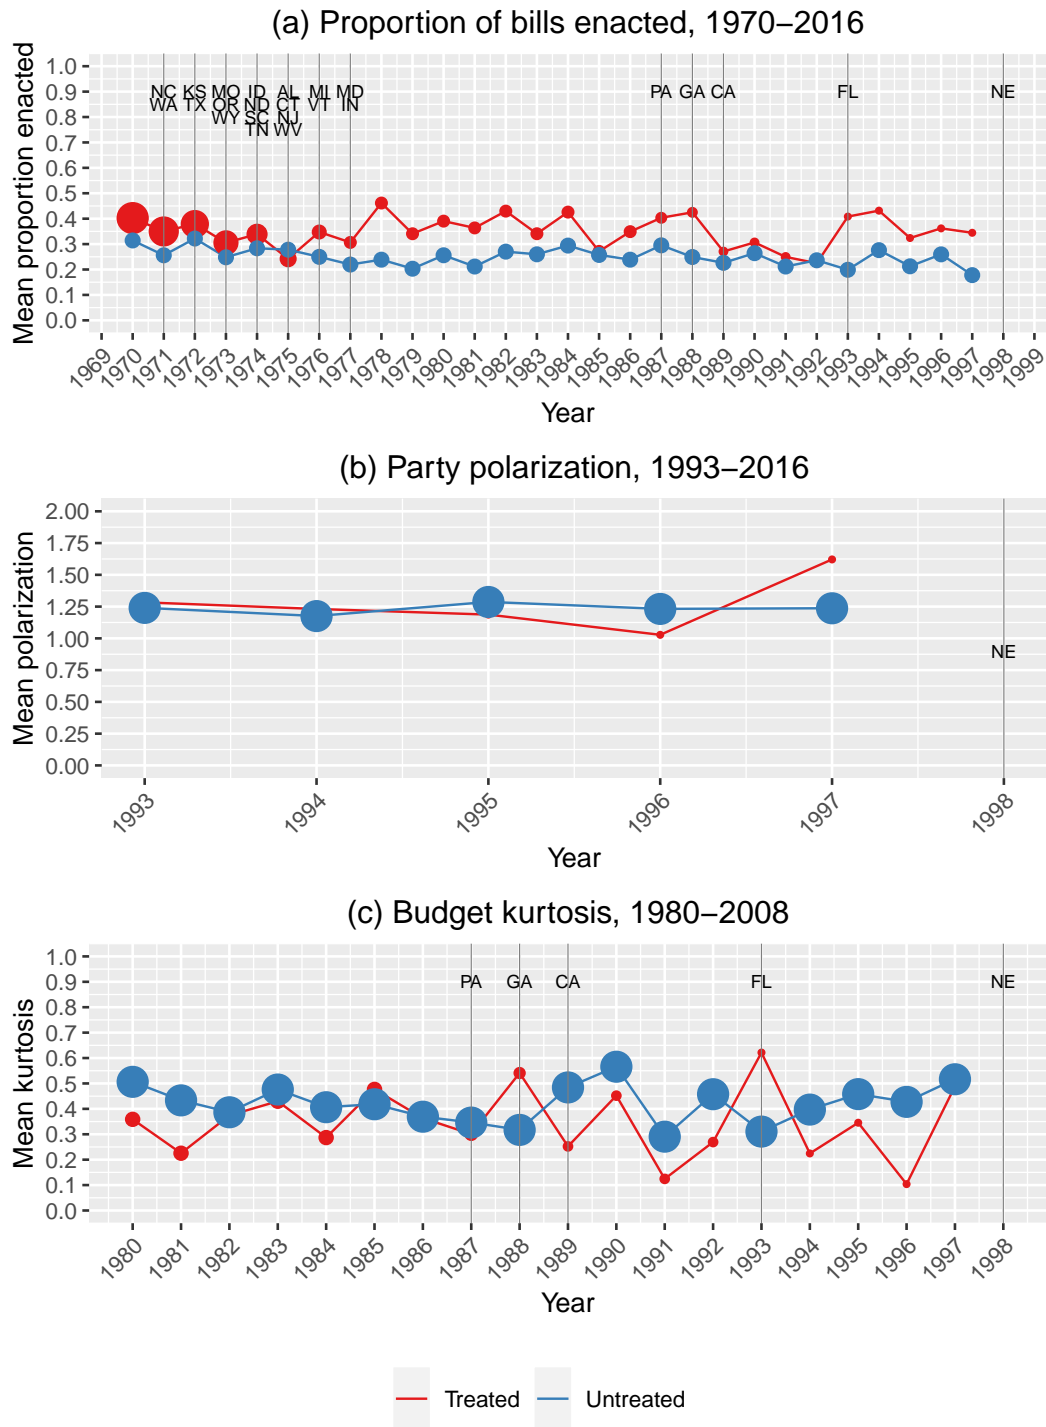 (a) Proportion of bills enacted, 1970−2016
Mean proportion enacted
1.0
0.9
0.8
0.7
0.6
0.5
0.4
0.3
0.2
0.1
0.0
NC KS MO ID AL MI MD PA GA CA FL NE
WA TX OR ND CT VT IN
WY SC NJ
TN WV
1969 1970 1971 1972 1973 1974 1975 1976 1977 1978 1979 1980 1981 1982 1983 1984 1985 1986 1987 1988 1989 1990 1991 1992 1993 1994 1995 1996 1997 1998 1999
Year
(b) Party polarization, 1993−2016
Mean polarization
2.00
1.75
1.50
1.25
1.00
0.75
0.50
0.25
0.00
NE
1993 1994 1995 1996 1997 1998
Year
(c) Budget kurtosis, 1980−2008
Mean kurtosis
1.0
0.9
0.8
0.7
0.6
0.5
0.4
0.3
0.2
0.1
0.0
PA GA CA FL NE
1980 1981 1982 1983 1984 1985 1986 1987 1988 1989 1990 1991 1992 1993 1994 1995 1996 1997 1998
Year
Treated Untreated